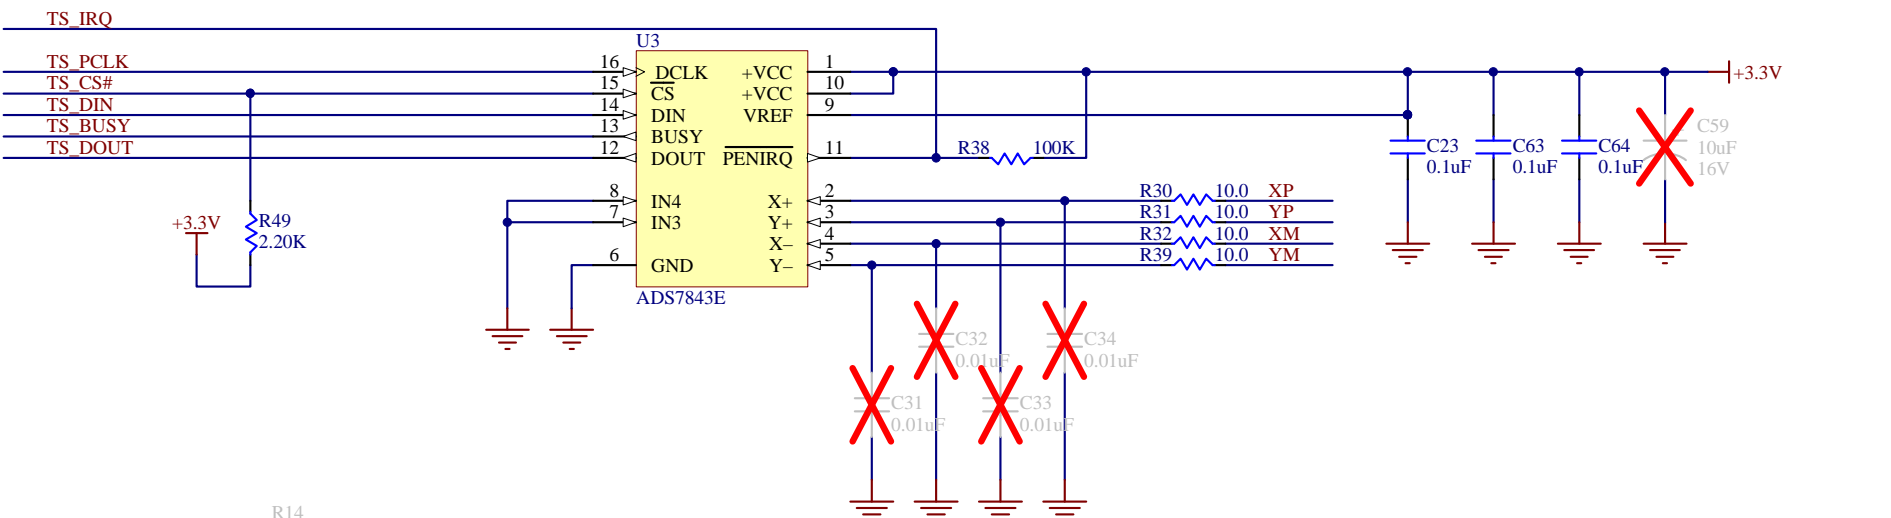 TS_IRQ
U3
TS_PCLK 16 DCLK +VCC 1 +3.3V
TS_CS# 15 CS +VCC 10
TS_DIN 14 DIN VREF 9
TS_BUSY 13 BUSY
TS_DOUT 12 DOUT PENIRQ 11 R38 100K
C23 0.1uF
C63 0.1uF
C64 0.1uF
C59 10uF 16V
8 IN4 X+ 2 R30 10.0 XP
7 IN3 Y+ 3 R31 10.0 YP
X– 4 R32 10.0 XM
6 GND Y– 5 R39 10.0 YM
+3.3V
R49
2.20K
ADS7843E
C32 0.01uF
C34 0.01uF
C31 0.01uF
C33 0.01uF
R14